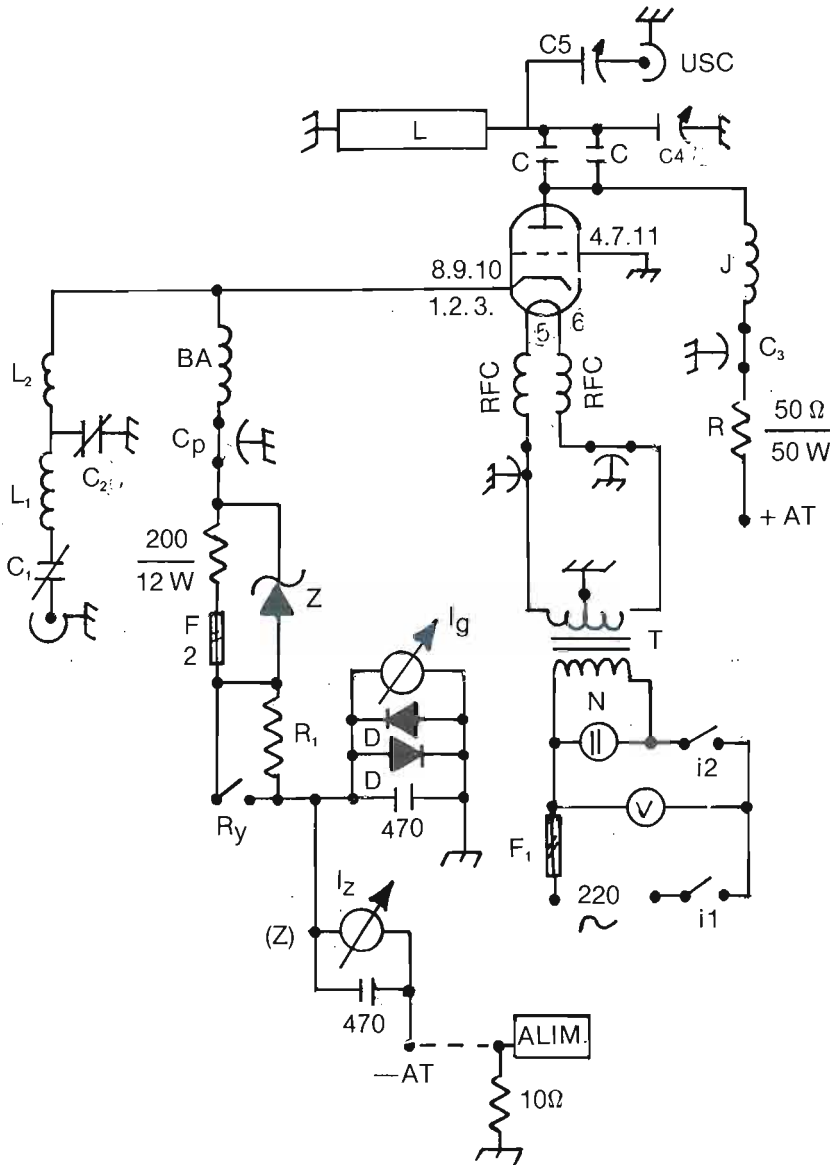 C5
USC
L
C
C
C4
4.7.11
8.9.10
1.2.3.
5
6
J
BA
RFC
RFC
C3
L2
Cp
R
50 Ω
50 W
C2
L1
+ AT
200
12 W
C1
Z
F
2
Ig
T
N
R1
D
D
i2
470
Ry
V
F1
Iz
220
i1
(Z)
470
ALIM.
—AT
10Ω